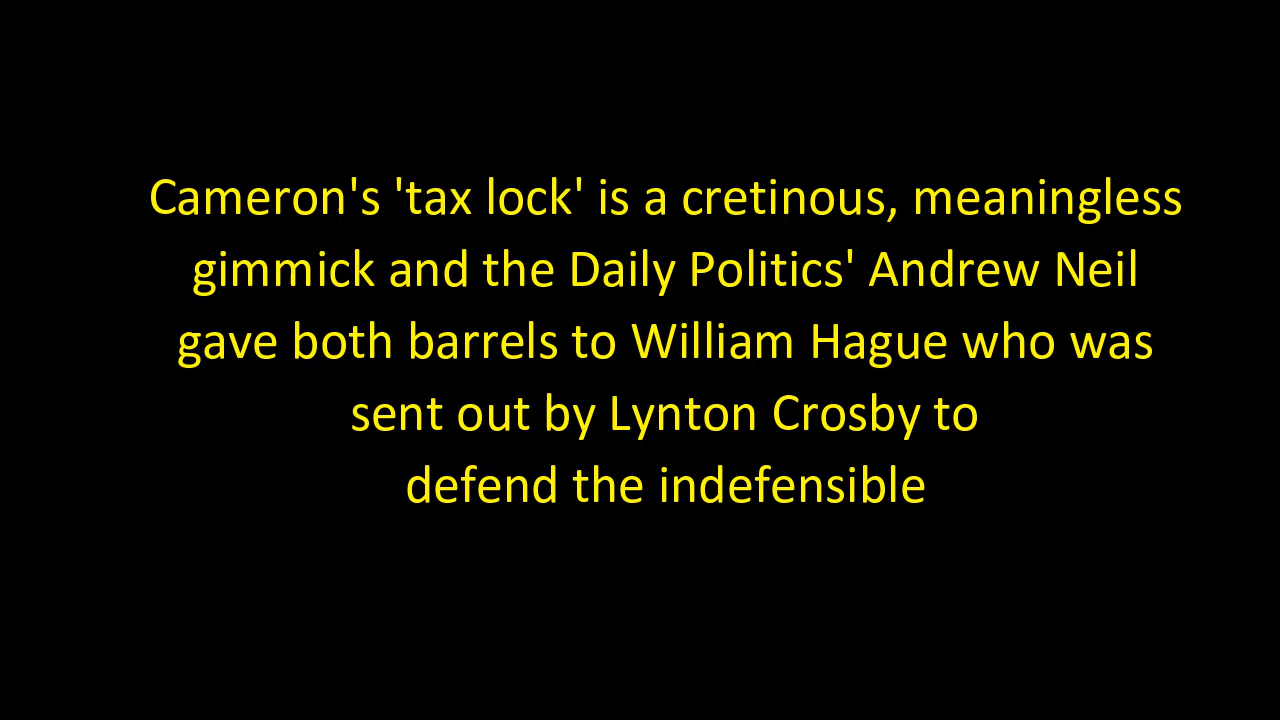 Cameron's 'tax lock' is a cretinous, meaningless
gimmick and the Daily Politics' Andrew Neil
gave both barrels to William Hague who was
sent out by Lynton Crosby to
defend the indefensible